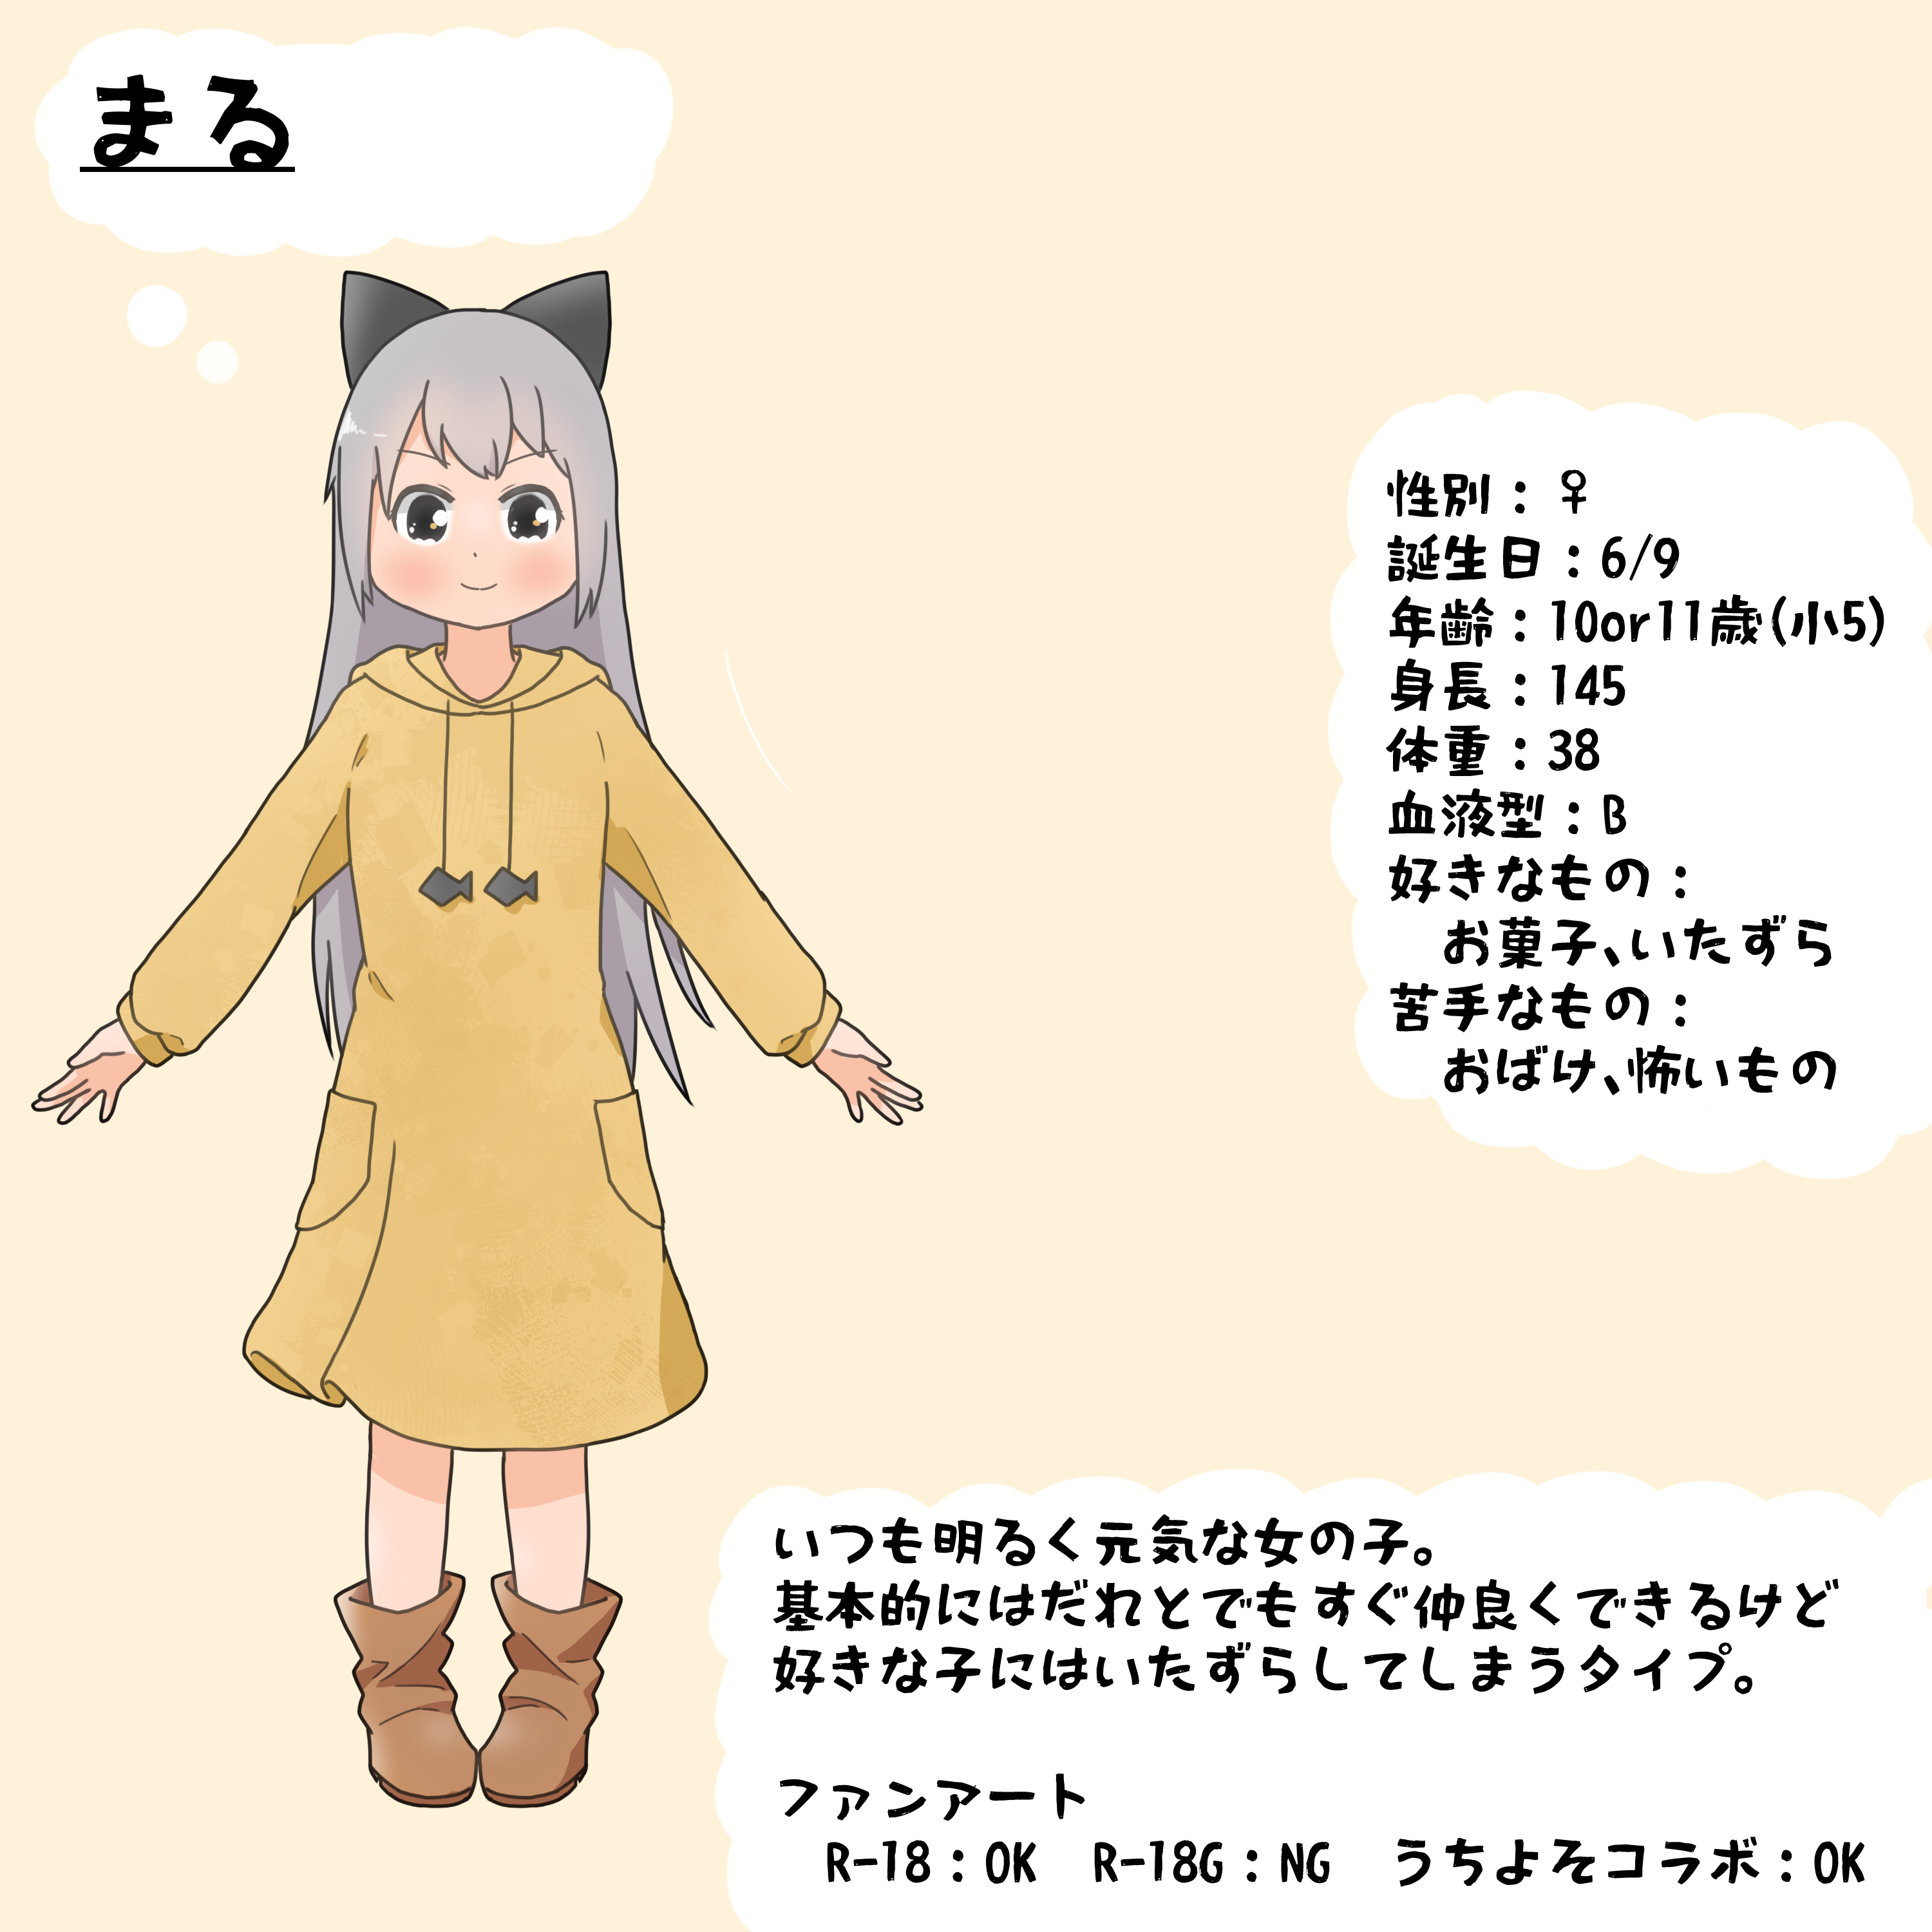 まる
性別：♀
誕生日：6/9
年齢：10or11歳(小5)
身長：145
体重：38
血液型：B
好きなもの：
お菓子、いたずら
苦手なもの：
おばけ、怖いもの
いつも明るく元気な女の子。
基本的にはだれとでもすぐ仲良くできるけど
好きな子にはいたずらしてしまうタイプ。
ファンアート
R-18：OK　R-18G：NG　うちよそコラボ：OK